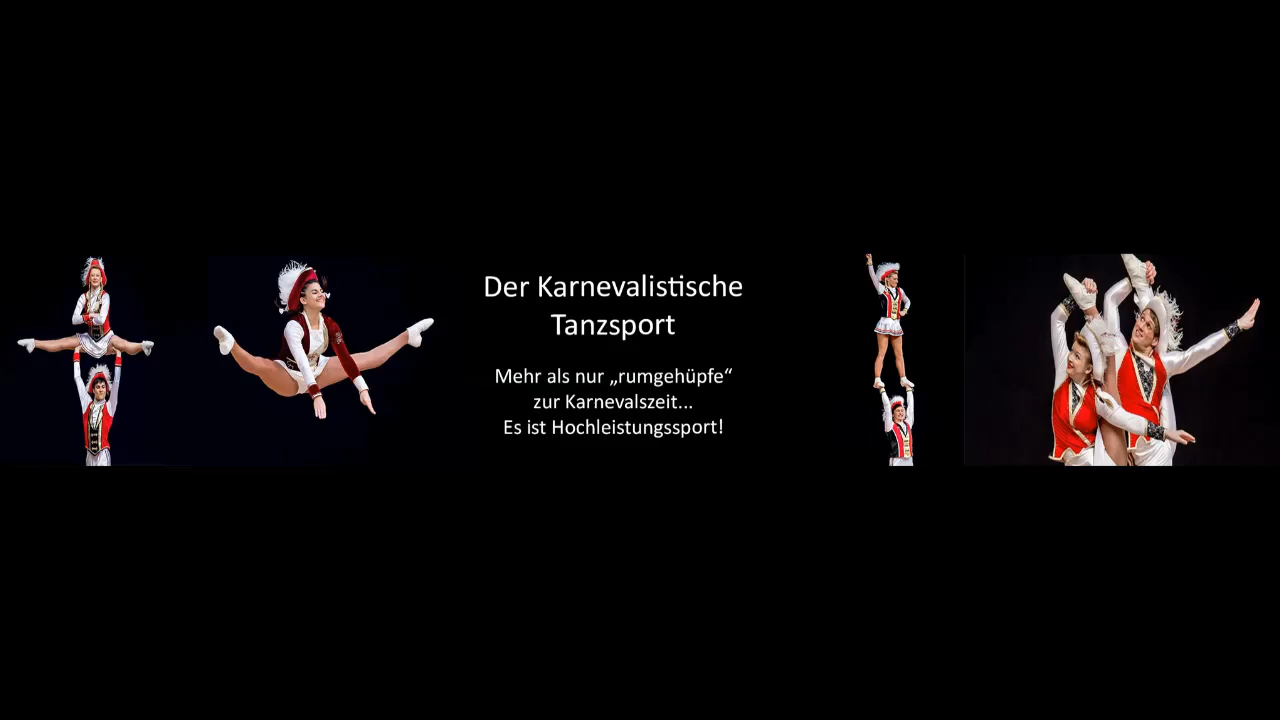 Der Karnevalistische
Tanzsport
Mehr als nur „rumgehüpfe“
zur Karnevalszeit...
Es ist Hochleistungssport!